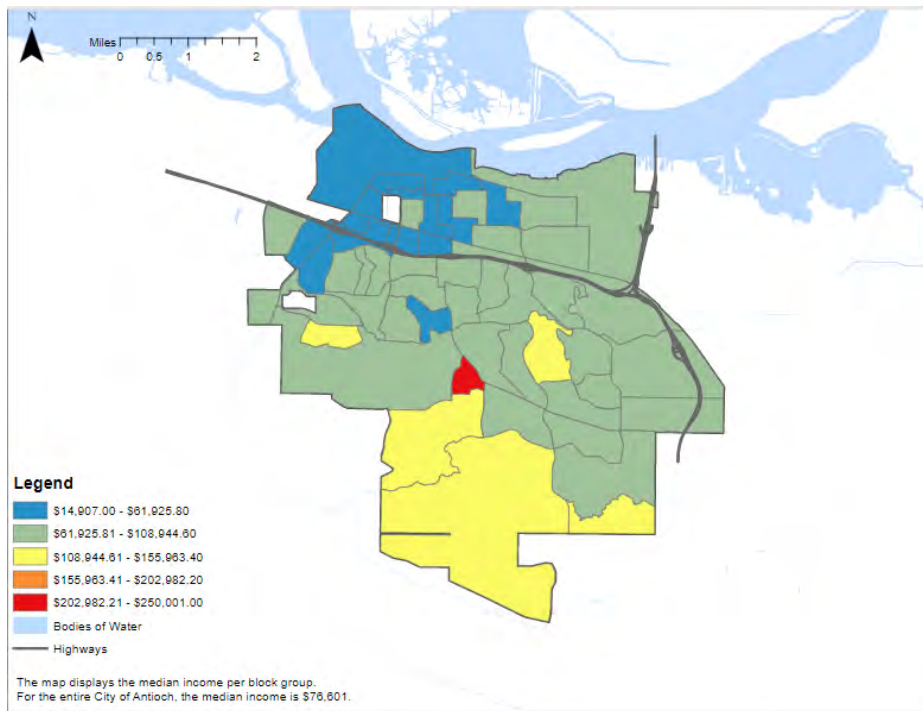 N
Miles
0 0.5 1 2
Legend
$14,907.00 - $61,925.80
$61,925.81 - $108,944.60
$108,944.61 - $155,963.40
$155,963.41 - $202,982.20
$202,982.21 - $250,001.00
Bodies of Water
Highways
The map displays the median income per block group.
For the entire City of Antioch, the median income is $76,601.